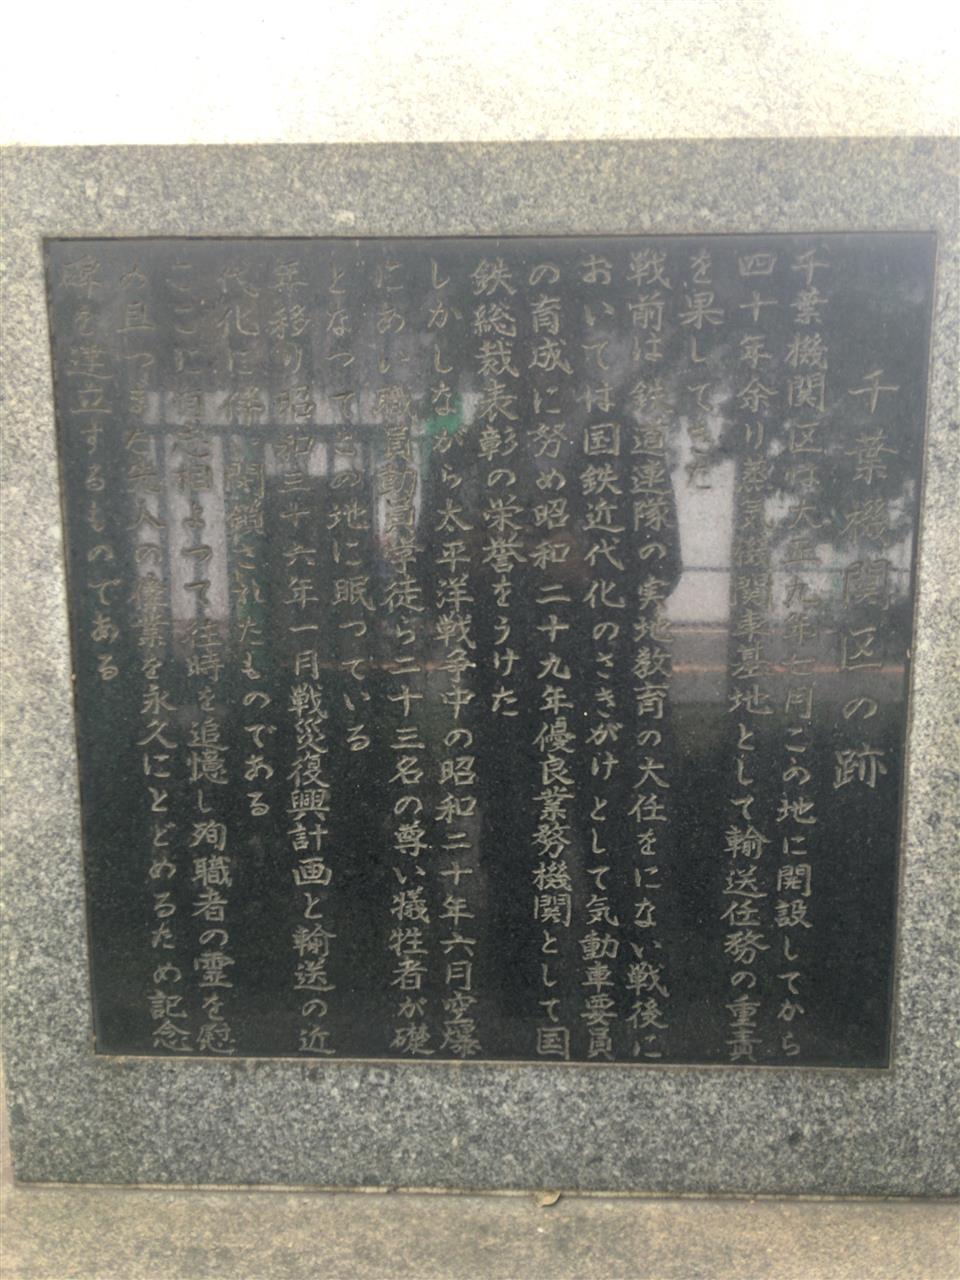 千葉機関区の跡
千葉機関区は大正九年七月この地に開設してから
四十年余り蒸気機関車基地として輸送任務の重責
を果してきた
戦前は鉄道連隊の実地教育の大任をにない戦後に
おいては国鉄近代化のさきがけとして気動車要員
の育成に努め昭和二十九年優良業務機関として国
鉄総裁表彰の栄誉をうけた
しかしながら太平洋戦争中の昭和二十年六月空爆
にあい職員動員学徒ら二十三名の尊い犠牲者が礎
となつてこの地に眠つている
年移り昭和三十六年一月戦災復興計画と輸送の近
代化に伴い閉鎖されたものである
ここに有志相よつて往時を追憶し殉職者の霊を慰
め且つまた先人の偉業を永久にとどめるため記念
碑を建立するものである